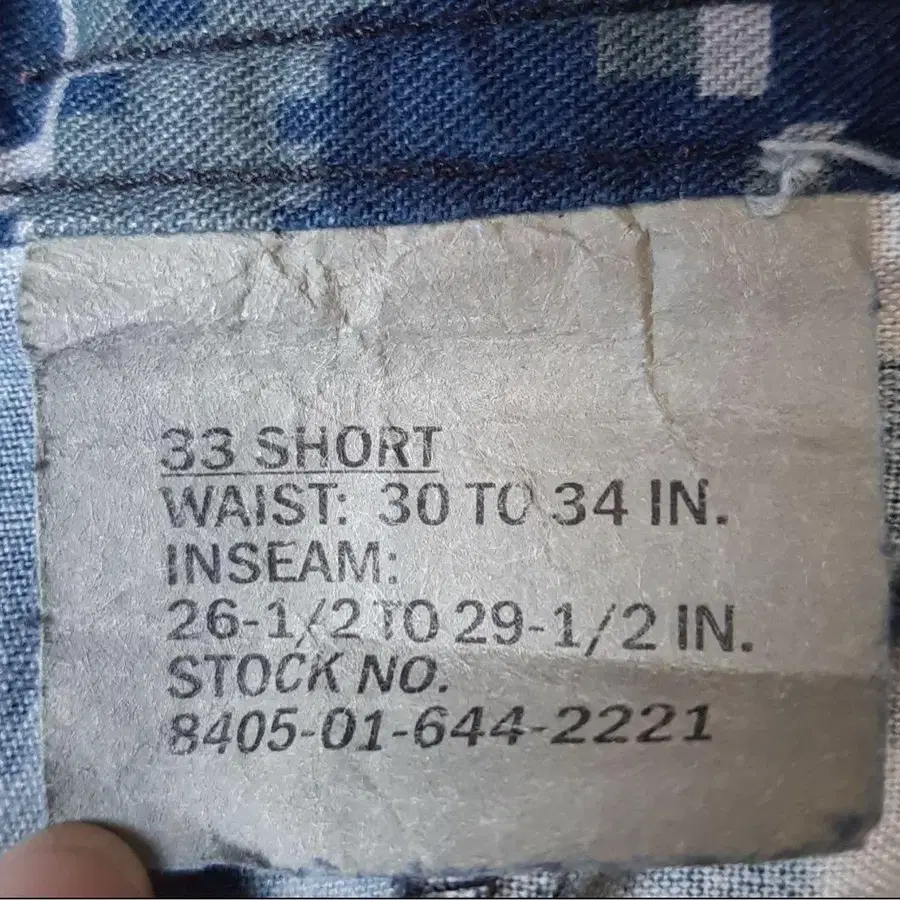 33 SHORT
WAIST: 30 TO 34 IN.
INSEAM:
26-1/2 TO 29-1/2 IN.
STOCK NO.
8405-01-644-2221